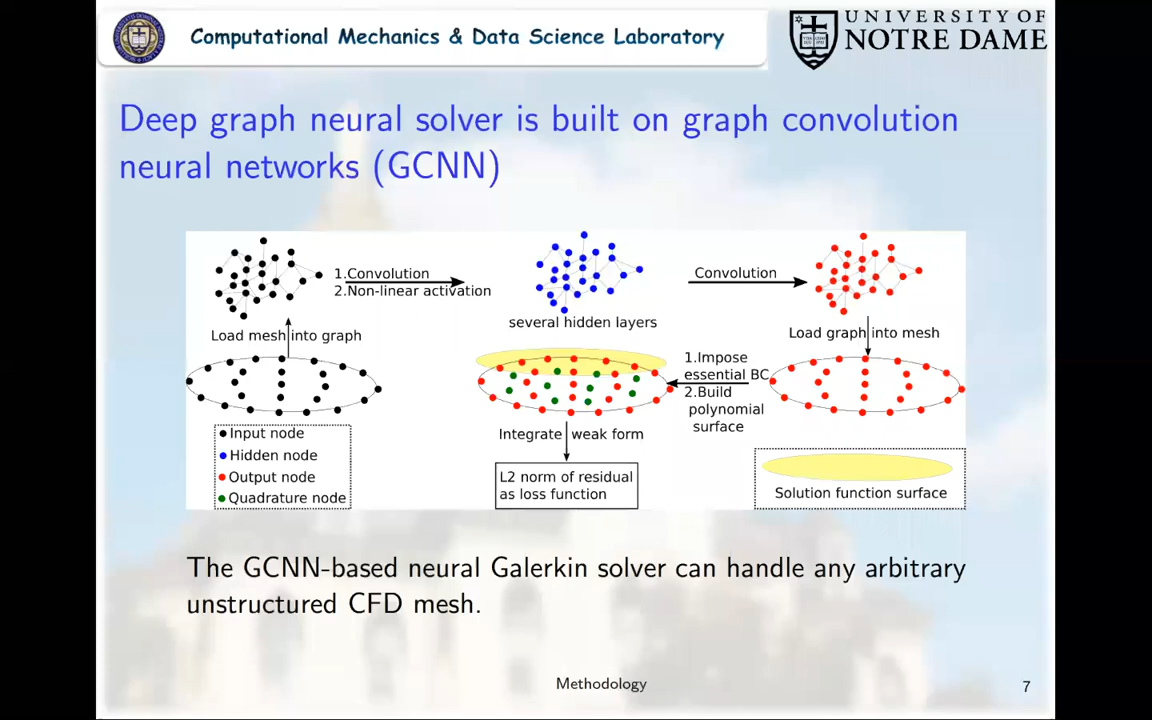 Computational Mechanics & Data Science Laboratory
UNIVERSITY OF
NOTRE DAME
Deep graph neural solver is built on graph convolution
neural networks (GCNN)
1.Convolution
2.Non-linear activation
Convolution
several hidden layers
Load mesh into graph
Load graph into mesh
1.Impose
essential BC
2.Build
polynomial
surface
Integrate weak form
Input node
Hidden node
Output node
Quadrature node
L2 norm of residual
as loss function
Solution function surface
The GCNN-based neural Galerkin solver can handle any arbitrary
unstructured CFD mesh.
Methodology
7